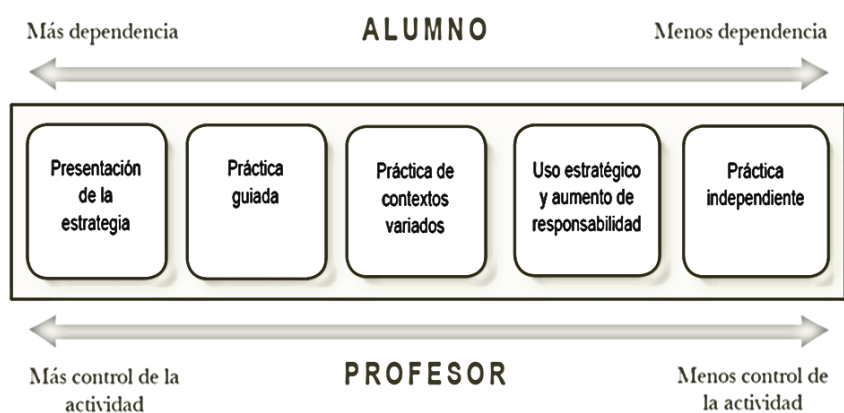 Más dependencia
ALUMNO
Menos dependencia
Presentación
de la
estrategia
Práctica
guiada
Práctica de
contextos
variados
Uso estratégico
y aumento de
responsabilidad
Práctica
independiente
Más control de la
actividad
PROFESOR
Menos control de
la actividad